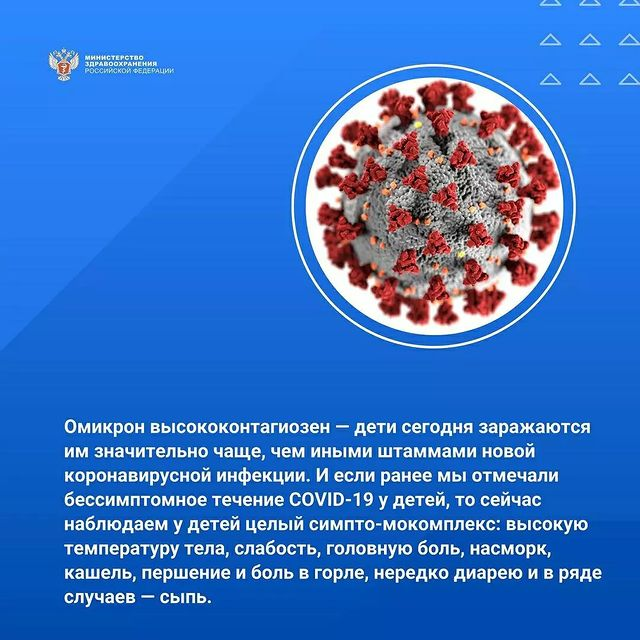 МИНИСТЕРСТВО
ЗДРАВООХРАНЕНИЯ
РОССИЙСКОЙ ФЕДЕРАЦИИ
Омикрон высококонтагиозен — дети сегодня заражаются
им значительно чаще, чем иными штаммами новой
коронавирусной инфекции. И если ранее мы отмечали
бессимптомное течение COVID-19 у детей, то сейчас
наблюдаем у детей целый симпто-мокомплекс: высокую
температуру тела, слабость, головную боль, насморк,
кашель, першение и боль в горле, нередко диарею и в ряде
случаев — сыпь.